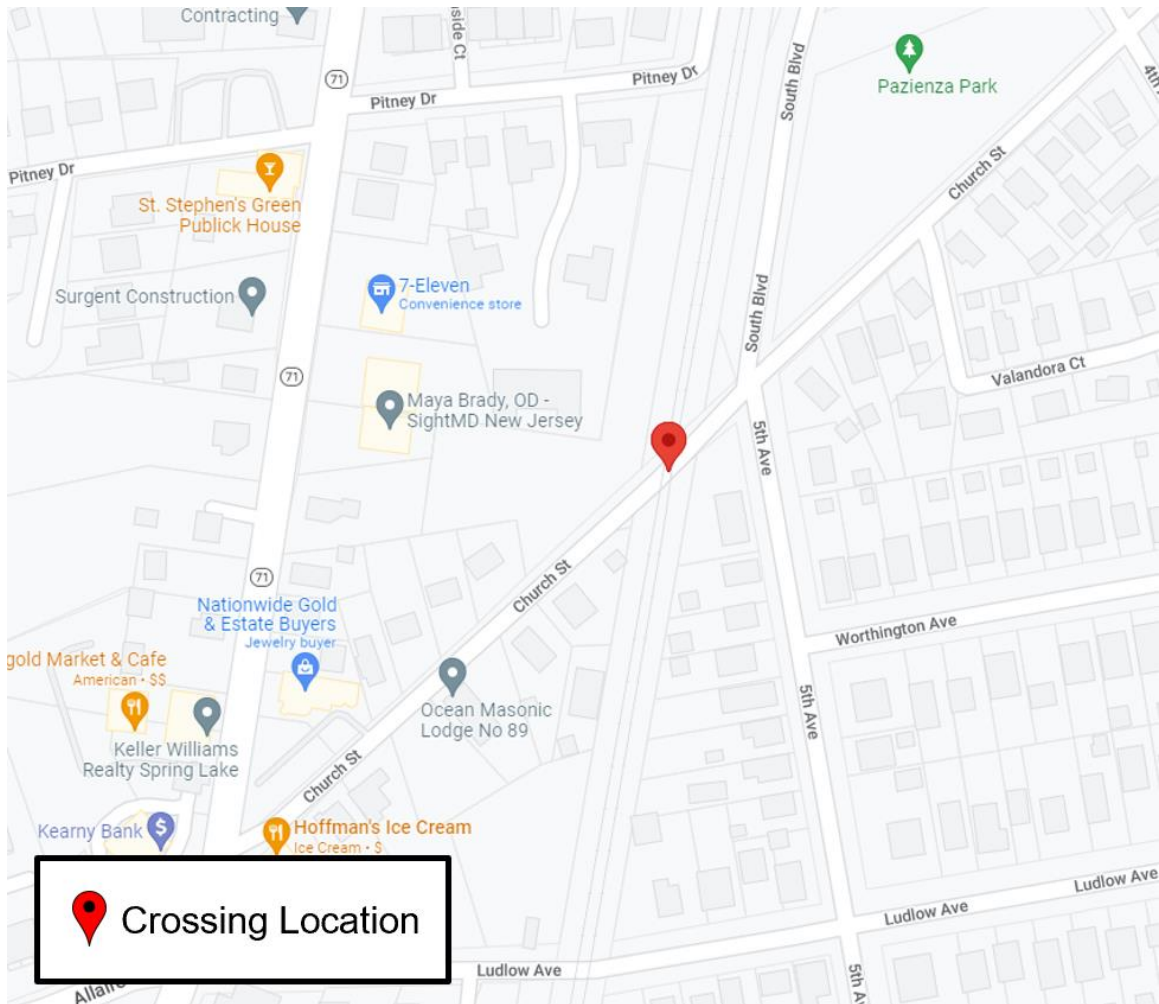 Contracting
nside Ct
71
Pitney Dr
Pitney Dr
South Blvd
Pazienza Park
4th
Pitney Dr
Church St
St. Stephen's Green
Publick House
Surgent Construction
7-Eleven
Convenience store
South Blvd
71
Valandora Ct
Maya Brady, OD -
SightMD New Jersey
5th Ave
71
Church St
Nationwide Gold
& Estate Buyers
Jewelry buyer
Worthington Ave
gold Market & Cafe
American • $$
Ocean Masonic
Lodge No 89
5th Ave
Keller Williams
Realty Spring Lake
Church St
Kearny Bank
Hoffman's Ice Cream
Ice Cream • $
Ludlow Ave
Ludlow Ave
Crossing Location
Ludlow Ave
5th A
Allaire